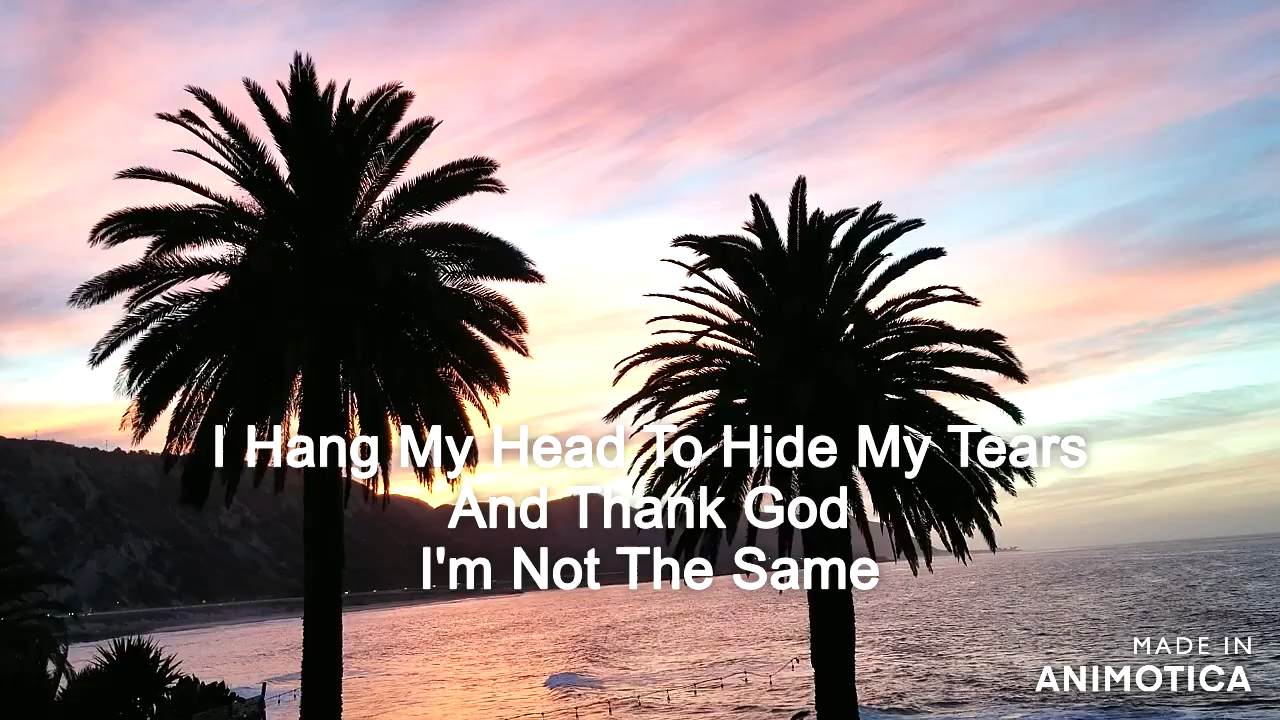 I Hang My Head To Hide My Tears
And Thank God
I'm Not The Same
MADE IN
ANIMOTICA